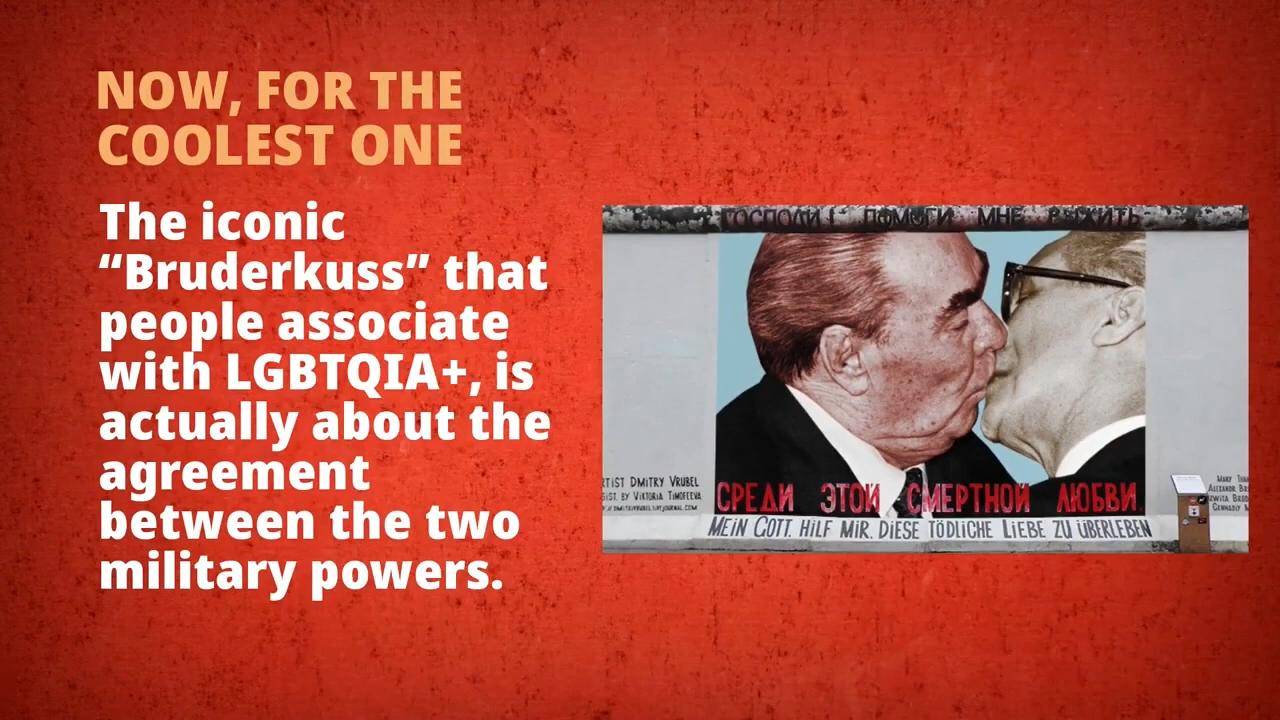 NOW, FOR THE
COOLEST ONE
The iconic
“Bruderkuss” that
people associate
with LGBTQIA+, is
actually about the
agreement
between the two
military powers.
ГОСПОДИ! ПОМОГИ МНЕ ВЫЖИТЬ
СРЕДИ ЭТОЙ СМЕРТНОЙ ЛЮБВИ
MEIN GOTT. HILF MIR. DIESE TÖDLICHE LIEBE ZU ÜBERLEBEN
DMITRY VRUBEL
BY VIKTORIA TIMOFEEVA
MARY
ALEXANDR